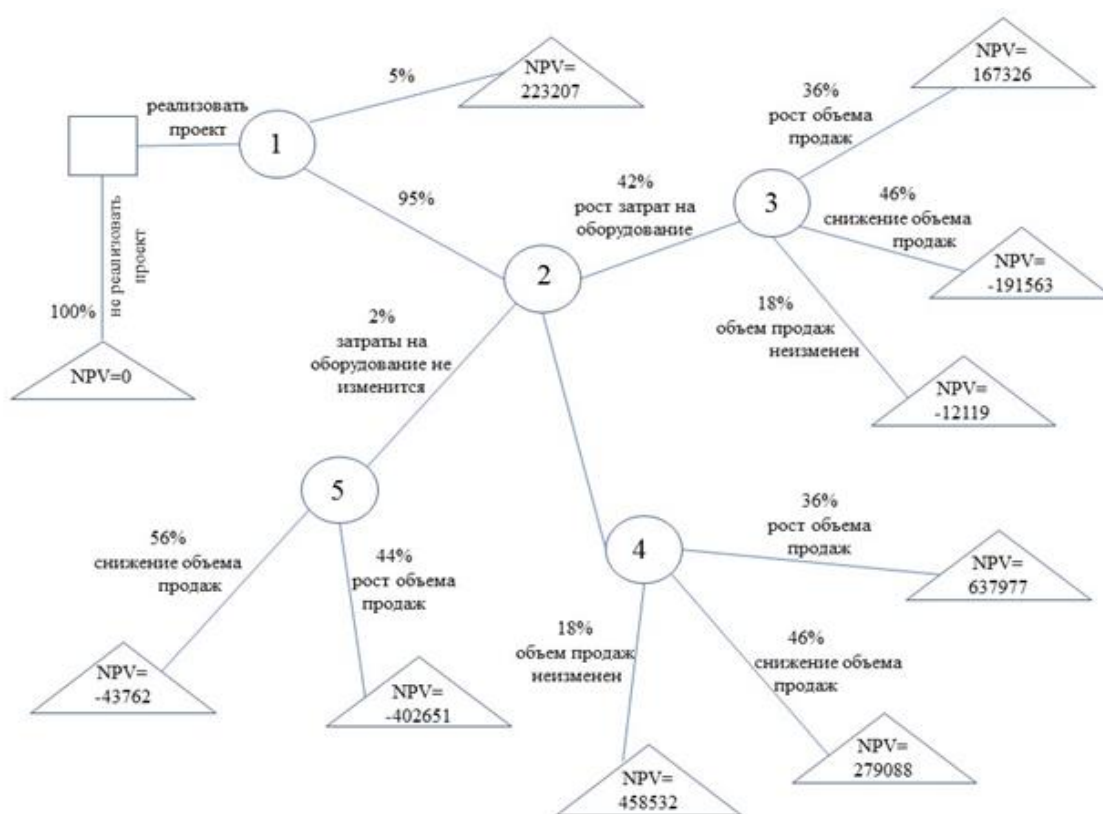 реализовать
проект
не реализовать
проект
100%
NPV=0
1
5%
NPV=
223207
95%
2
42%
рост затрат на
оборудование
3
36%
рост объема
продаж
NPV=
167326
46%
снижение объема
продаж
NPV=
-191563
18%
объем продаж
неизменен
NPV=
-12119
2%
затраты на
оборудование не
изменится
5
56%
снижение объема
продаж
NPV=
-43762
44%
рост объема
продаж
NPV=
-402651
4
36%
рост объема
продаж
NPV=
637977
46%
снижение объема
продаж
NPV=
279088
18%
объем продаж
неизменен
NPV=
458532